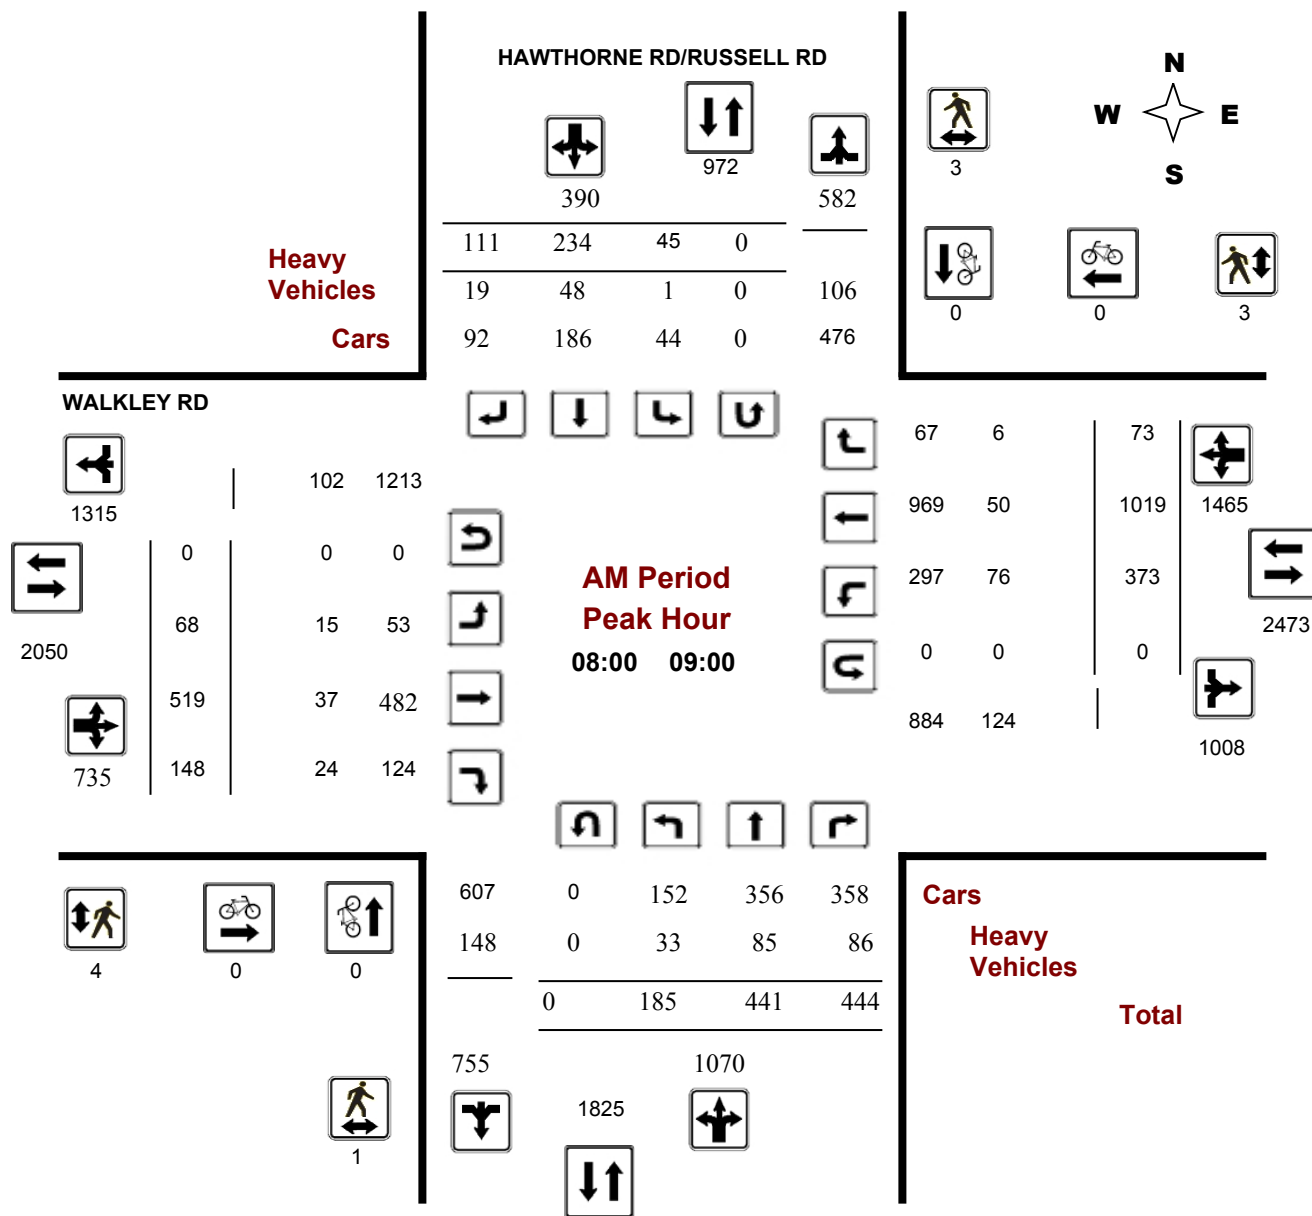 HAWTHORNE RD/RUSSELL RD
N
W E
S
972
3
390 582
111 234 45 0
Heavy
Vehicles
19 48 1 0 106
0 0 3
Cars
92 186 44 0 476
WALKLEY RD
67 6 73
102 1213
1315
969 50 1019 1465
0 0 0
AM Period
297 76 373
Peak Hour
68 15 53
2473
2050
08:00 09:00
0 0 0
519 37 482
884 124
1008
735 148 24 124
607 0 152 356 358
Cars
148 0 33 85 86
Heavy
Vehicles
4 0 0
0 185 441 444
Total
755 1070
1825
1